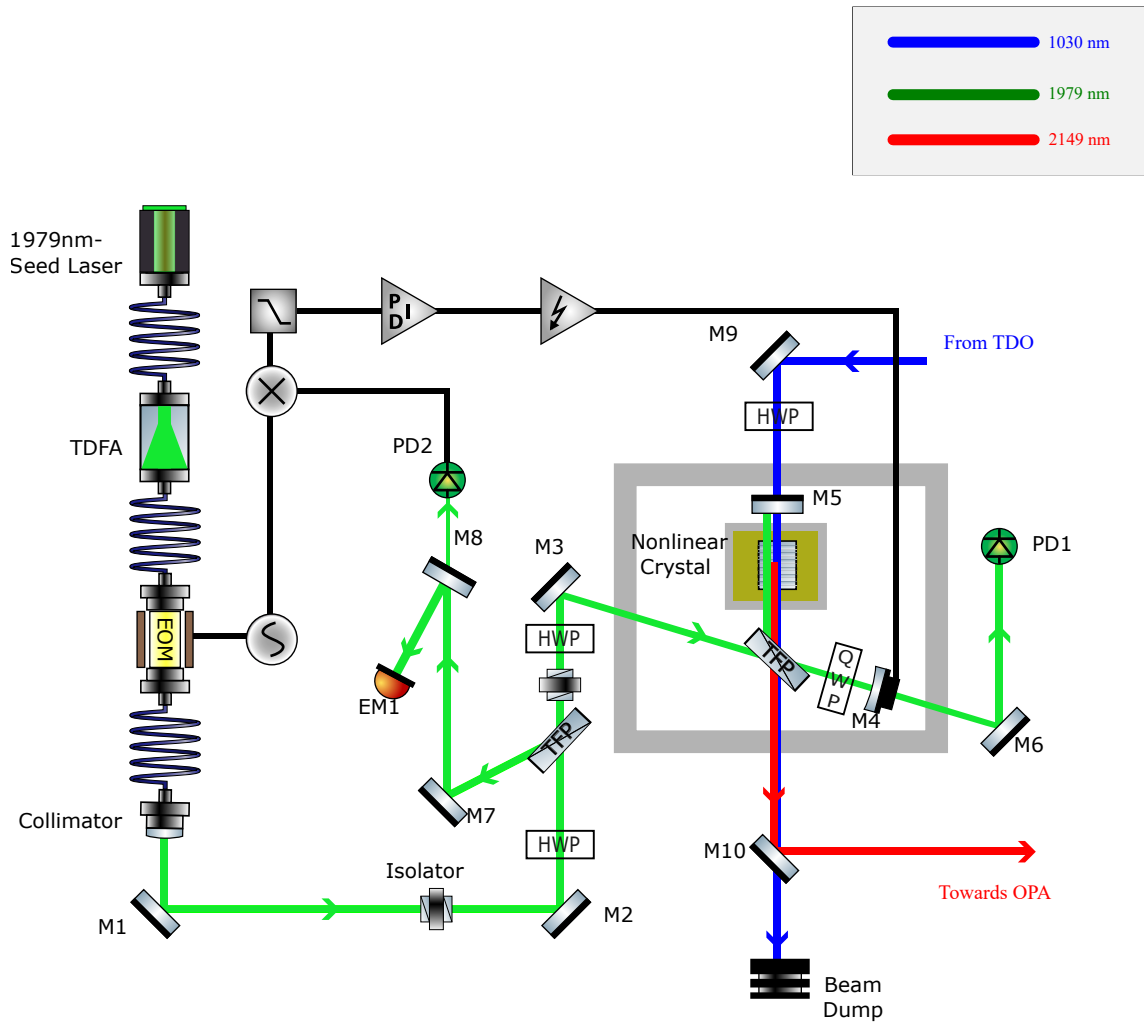 1030 nm
1979 nm
2149 nm
1979nm-
Seed Laser
P I
D
M9
From TDO
HWP
TDFA
PD2
M5
M8
M3
Nonlinear
Crystal
PD1
EOM
HWP
TFP
QWP
EM1
M4
TFP
M6
M7
Collimator
HWP
M10
Isolator
Towards OPA
M1
M2
Beam
Dump